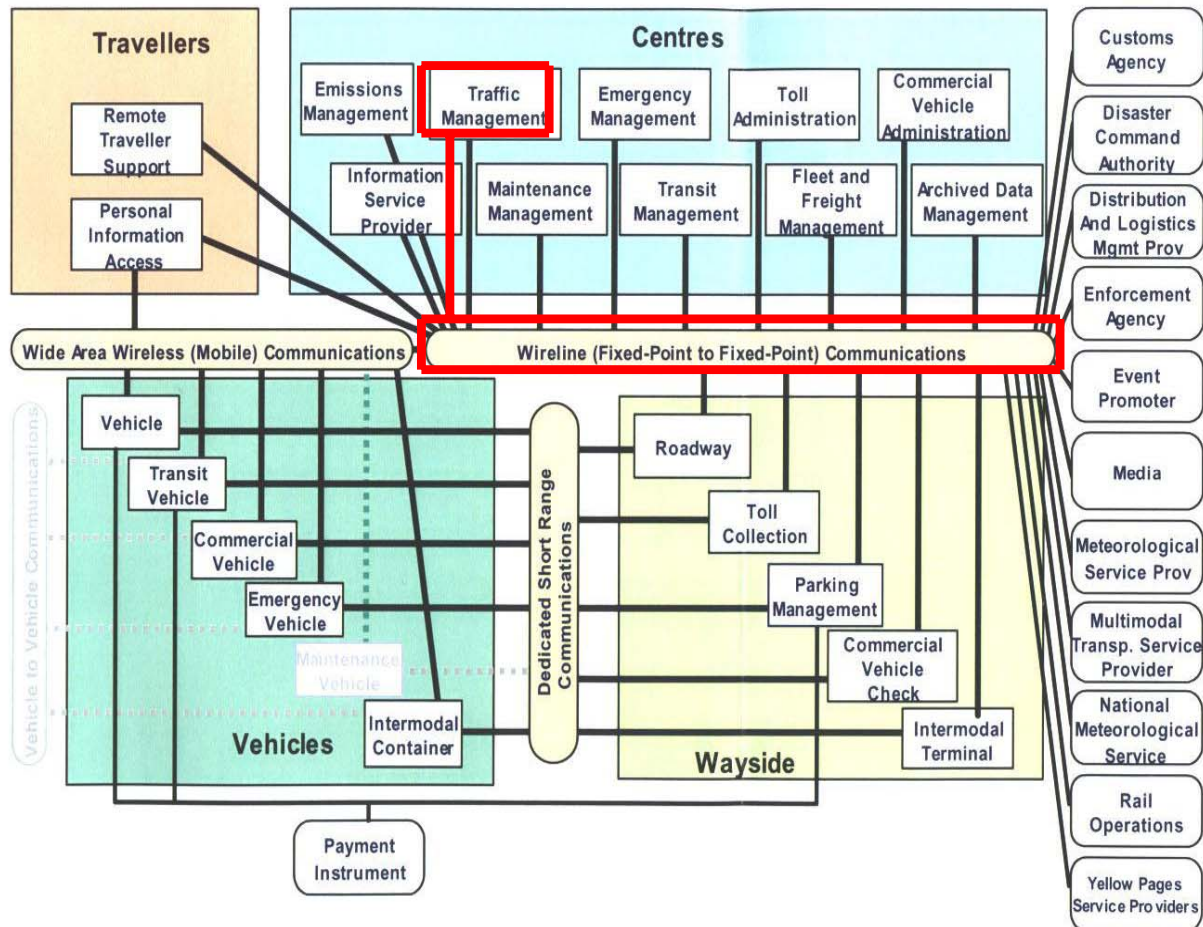 Travellers
Remote
Traveller
Support
Personal
Information
Access
Centres
Emissions
Management
Traffic
Management
Emergency
Management
Toll
Administration
Commercial
Vehicle
Administration
Information
Service
Provider
Maintenance
Management
Transit
Management
Fleet and
Freight
Management
Archived Data
Management
Wide Area Wireless (Mobile) Communications
Wireline (Fixed-Point to Fixed-Point) Communications
Vehicle to Vehicle Communications
Vehicle
Transit
Vehicle
Commercial
Vehicle
Emergency
Vehicle
Maintenance
Vehicle
Intermodal
Container
Vehicles
Dedicated Short Range
Communications
Roadway
Toll
Collection
Parking
Management
Commercial
Vehicle
Check
Intermodal
Terminal
Wayside
Payment
Instrument
Customs
Agency
Disaster
Command
Authority
Distribution
And Logistics
Mgmt Prov
Enforcement
Agency
Event
Promoter
Media
Meteorological
Service Prov
Multimodal
Transp. Service
Provider
National
Meteorological
Service
Rail
Operations
Yellow Pages
Service Providers